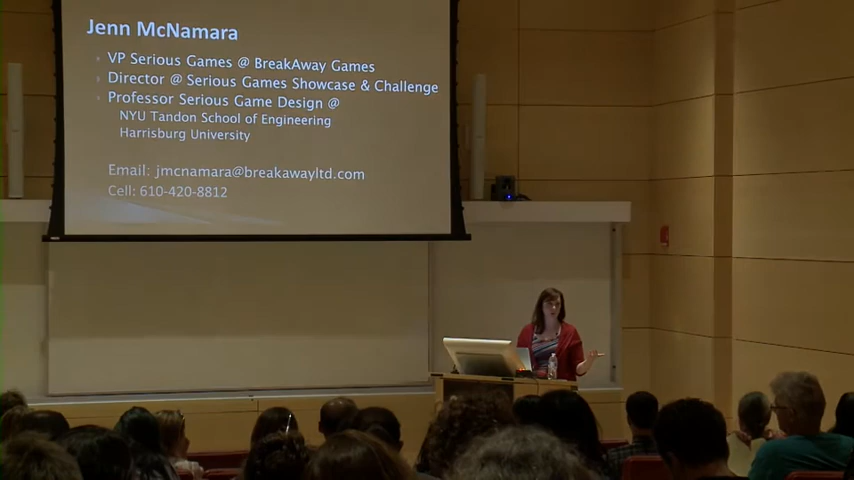 Jenn McNamara
VP Serious Games @ BreakAway Games
Director @ Serious Games Showcase & Challenge
Professor Serious Game Design @
NYU Tandon School of Engineering
Harrisburg University
Email: jmcnamara@breakawayltd.com
Cell: 610-420-8812